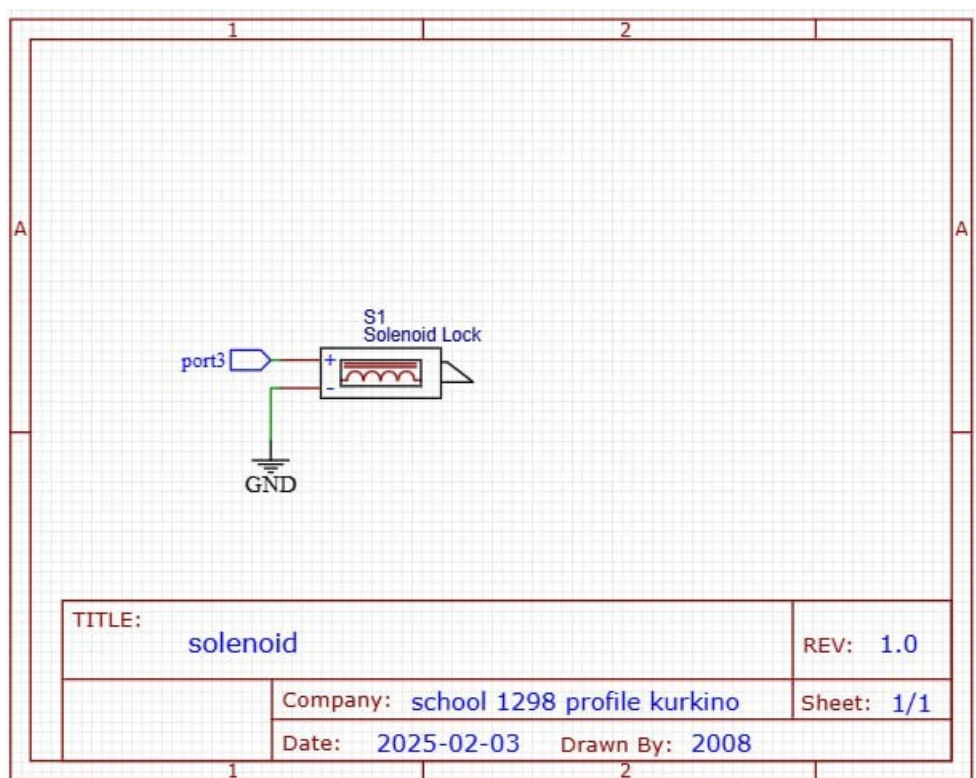 1 2
A A
S1
Solenoid Lock
port3 +
-
GND
TITLE:
solenoid
REV: 1.0
Company: school 1298 profile kurkino
Sheet: 1/1
Date: 2025-02-03 Drawn By: 2008
1 2